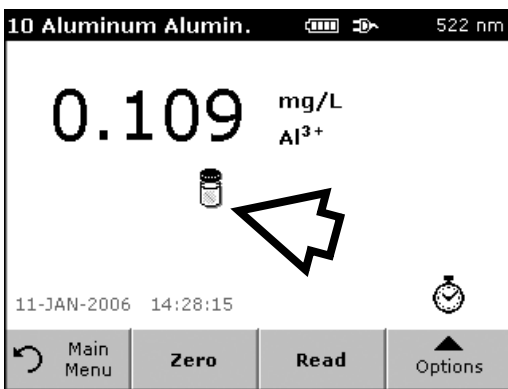 10 Aluminu m Alumin. 522 nm
0.109 mg/L
Al³⁺
11-JAN-2006 14:28:15
Main Menu Zero Read Options